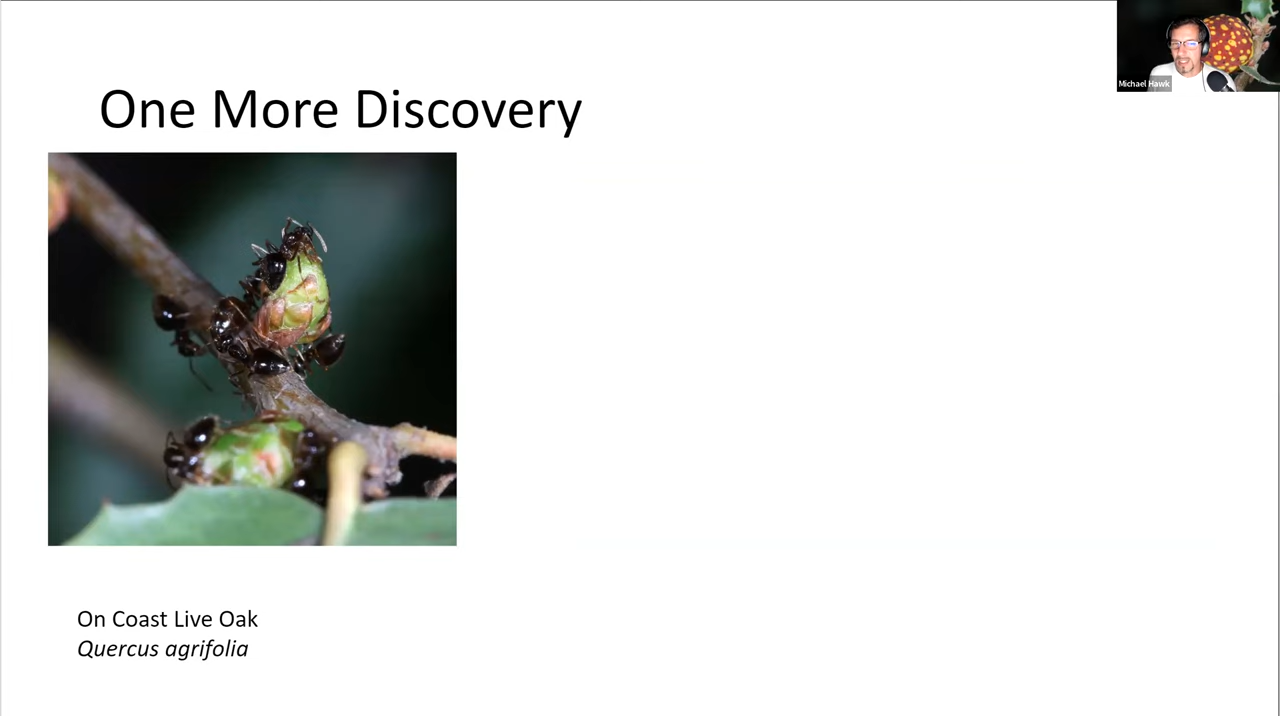 Michael Hawk
One More Discovery
On Coast Live Oak
Quercus agrifolia